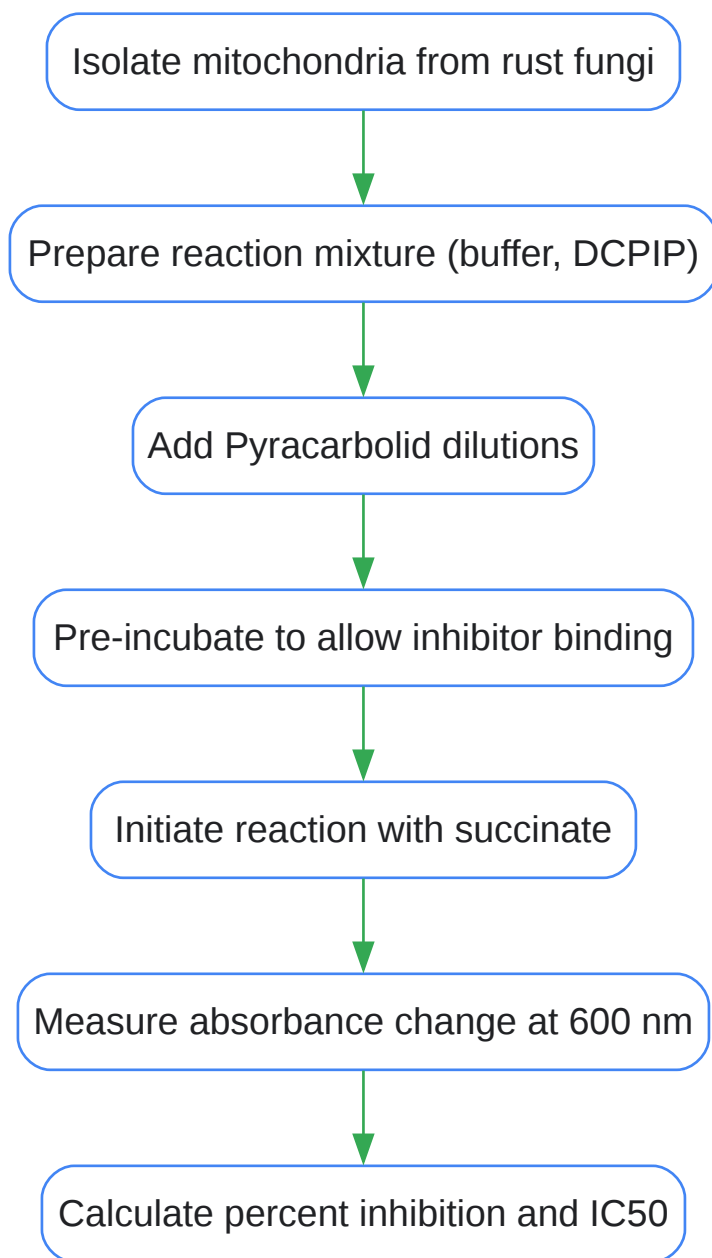 Isolate mitochondria from rust fungi
Prepare reaction mixture (buffer, DCPIP)
Add Pyracarbolid dilutions
Pre-incubate to allow inhibitor binding
Initiate reaction with succinate
Measure absorbance change at 600 nm
Calculate percent inhibition and IC50